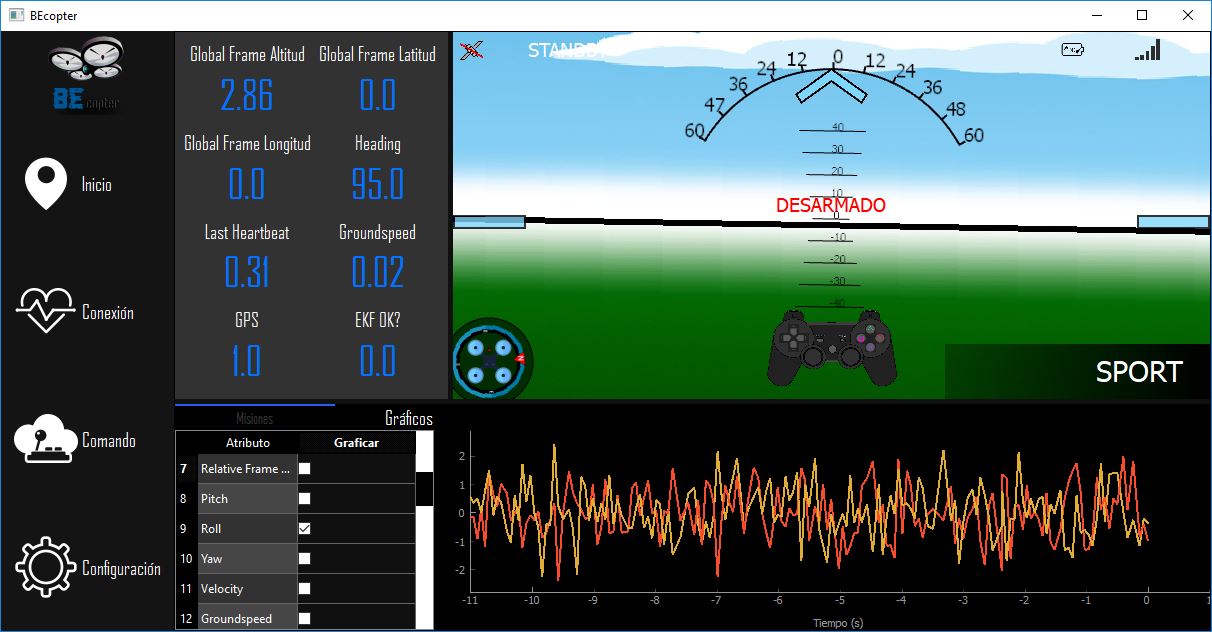 BEcopter
BE copter
Inicio
Conexión
Comando
Configuración
Global Frame Altitud Global Frame Latitud
2.86 0.0
Global Frame Longitud Heading
0.0 95.0
Last Heartbeat Groundspeed
0.31 0.02
GPS EKF OK?
1.0 0.0
STANDBY
60 47 36 24 12 0 12 24 36 48 60
40
30
20
10
DESARMADO
0
-10
-20
-30
-40
N
SPORT
Misiones Gráficos
Atributo Graficar
7 Relative Frame ...
8 Pitch
9 Roll
10 Yaw
11 Velocity
12 Groundspeed
2
1
0
-1
-2
-11 -10 -9 -8 -7 -6 -5 -4 -3 -2 -1 0 1
Tiempo (s)